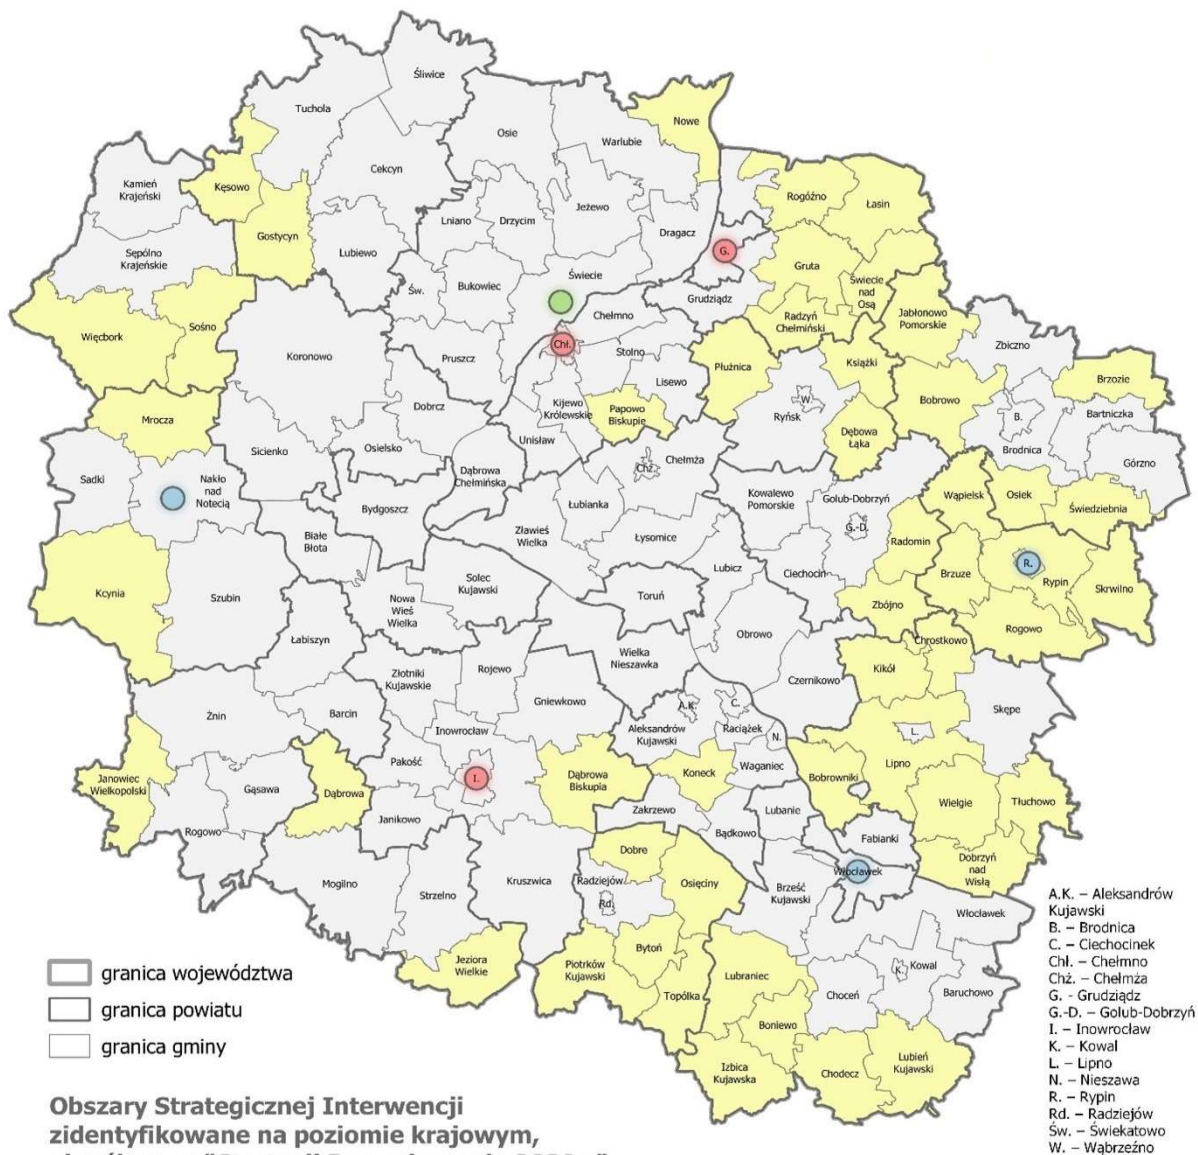 Śliwice
Tuchola
Nowe
Osie
Warlubie
Cekcyn
Kamień
Krajeński
Kęsowo
Rogóźno
Łasin
Jeżewo
Lniano
Drzycim
Gostycyn
Lubiewo
Dragacz
Sępólno
Krajeńskie
G.
Gruta
Świecie
nad
Osą
Świecie
Św.
Bukowiec
Grudziądz
Chełmno
Radzyń
Chełmiński
Jabłonowo
Pomorskie
Więcbork
Sośno
Koronowo
Pruszcz
Chł.
Stolno
Zbiczno
Płużnica
Książki
Lisewo
Brzozie
Dobrcz
Kijewo
Królewskie
Papowo
Biskupie
W.
Ryńsk
Bobrowo
B.
Bartniczka
Mrocza
Unisław
Dębowa
Łąka
Sicienko
Osielsko
Brodnica
Górzno
Sadki
Nakło
nad
Notecią
Dąbrowa
Chełmińska
Chż.
Chełmża
Kowalewo
Pomorskie
Golub-Dobrzyń
Wąpielsk
Osiek
Świedziebnia
Bydgoszcz
Łubianka
G.-D.
Zławieś
Wielka
Łysomice
Radomin
Białe
Błota
Lubicz
Ciechocin
Brzuze
R.
Rypin
Skrwilno
Kcynia
Szubin
Solec
Kujawski
Toruń
Nowa
Wieś
Wielka
Zbójno
Rogowo
Łabiszyn
Obrowo
Chrostkowo
Wielka
Nieszawka
Kikół
Złotniki
Kujawskie
Rojewo
Czernikowo
Gniewkowo
Żnin
Barcin
A.K.
C.
Skępe
Inowrocław
Aleksandrów
Kujawski
Raciążek
N.
L.
Pakość
Waganiec
Lipno
Janowiec
Wielkopolski
Gąsawa
Dąbrowa
I.
Dąbrowa
Biskupia
Koneck
Bobrowniki
Wielgie
Tłuchowo
Janikowo
Zakrzewo
Lubanie
Rogowo
Bądkowo
Fabianki
Dobre
Dobrzyń
nad
Wisłą
Mogilno
Strzelno
Kruszwica
Radziejów
Osięciny
Brześć
Kujawski
Włocławek
Rd.
Włocławek
Bytoń
Jeziora
Wielkie
Piotrków
Kujawski
Lubraniec
K.
Kowal
Topólka
Choceń
Baruchowo
Boniewo
Izbica
Kujawska
Chodecz
Lubień
Kujawski
granica województwa
granica powiatu
granica gminy
Obszary Strategicznej Interwencji
zidentyfikowane na poziomie krajowym,
A.K. – Aleksandrów
Kujawski
B. – Brodnica
C. – Ciechocinek
Chł. – Chełmno
Chż. – Chełmża
G. - Grudziądz
G.-D. – Golub-Dobrzyń
I. – Inowrocław
K. – Kowal
L. – Lipno
N. – Nieszawa
R. – Rypin
Rd. – Radziejów
Św. – Świekatowo
W. – Wąbrzeźno